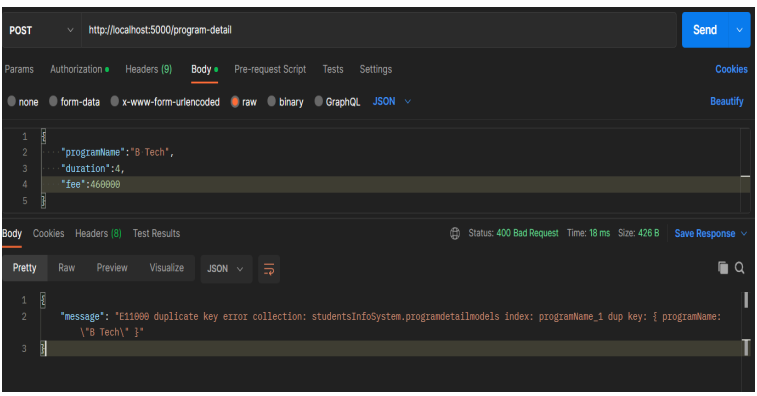 POST http://localhost:5000/program-detail Send
Params Authorization Headers (9) Body Pre-request Script Tests Settings Cookies
none form-data x-www-form-urlencoded raw binary GraphQL JSON Beautify
1 {
2 "programName":"B Tech",
3 "duration":4,
4 "fee":460000
5 }
Body Cookies Headers (8) Test Results Status: 400 Bad Request Time: 18 ms Size: 426 B Save Response
Pretty Raw Preview Visualize JSON
1 {
2 "message": "E11000 duplicate key error collection: studentsInfoSystem.programdetailmodels index: programName_1 dup key: { programName:
\"B Tech\" }"
3 }